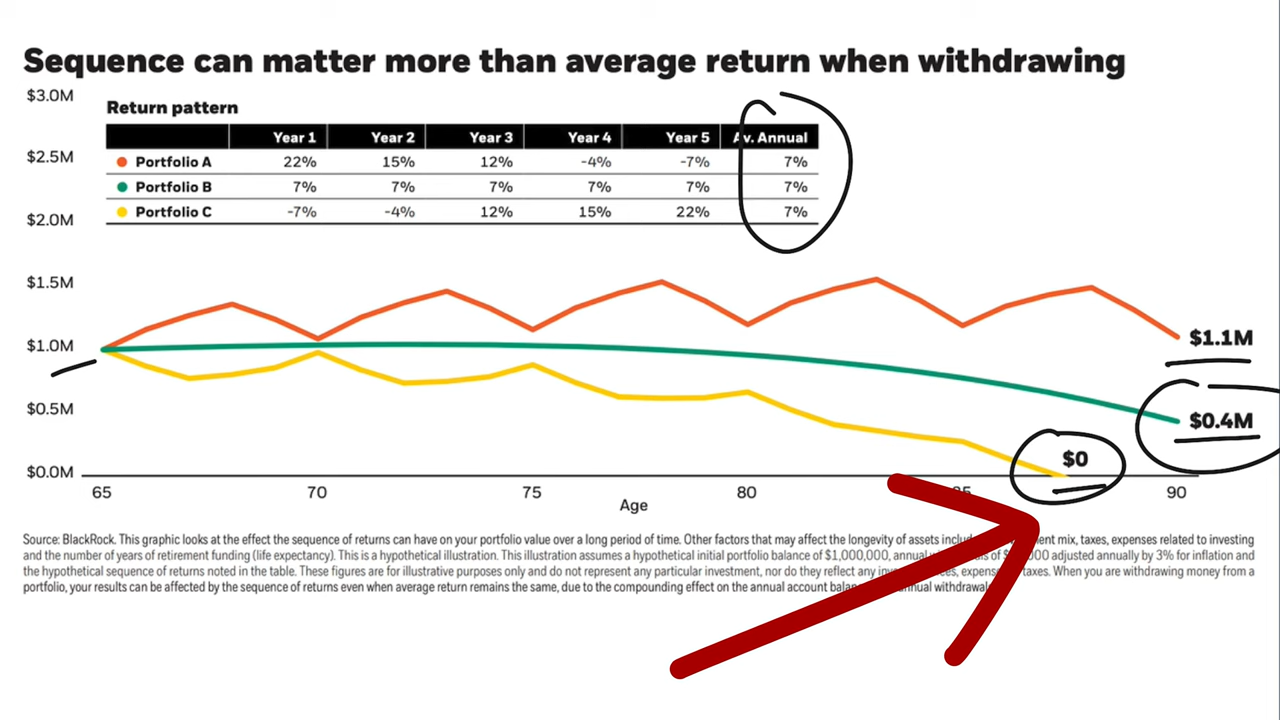 Sequence can matter more than average return when withdrawing
$3.0M
Return pattern
Year 1 Year 2 Year 3 Year 4 Year 5 Av. Annual
$2.5M
Portfolio A 22% 15% 12% -4% -7% 7%
Portfolio B 7% 7% 7% 7% 7% 7%
Portfolio C -7% -4% 12% 15% 22% 7%
$2.0M
$1.5M
$1.0M
$1.1M
$0.5M
$0.4M
$0
$0.0M
65 70 75 80 90
Age
Source: BlackRock. This graphic looks at the effect the sequence of returns can have on your portfolio value over a long period of time. Other factors that may affect the longevity of assets mix, taxes, expenses related to investing
and the number of years of retirement funding (life expectancy). This is a hypothetical illustration. This illustration assumes a hypothetical initial portfolio balance of $1,000,000, annual of adjusted annually by 3% for inflation and
the hypothetical sequence of returns noted in the table. These figures are for illustrative purposes only and do not represent any particular investment, nor do they reflect any taxes. When you are withdrawing money from a
portfolio, your results can be affected by the sequence of returns even when average return remains the same, due to the compounding effect on the annual account annual